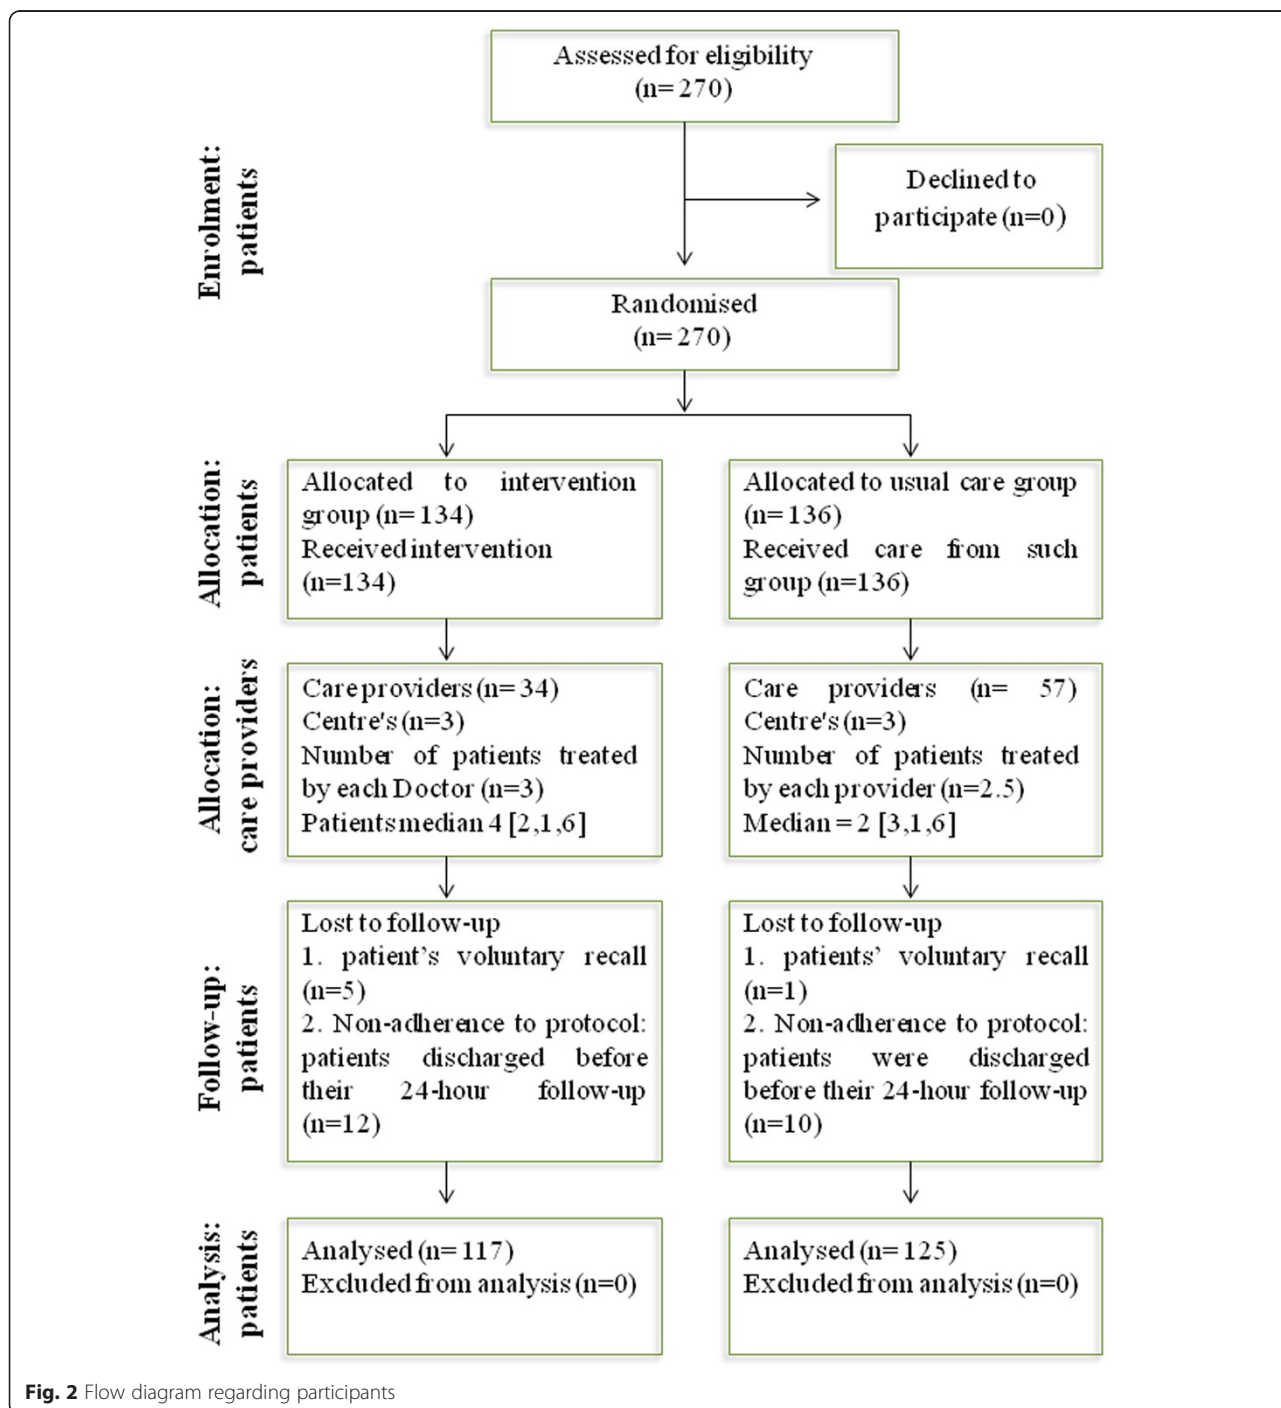 Assessed for eligibility
(n=270)
Enrolment:
patients
Declined to
participate (n=0)
Randomised
(n=270)
Allocation:
patients
Allocated to intervention
group (n=134)
Received intervention
(n=134)
Allocated to usual care group
(n=136)
Received care from such
group (n=136)
Allocation:
care providers
Care providers (n=34)
Centre's (n=3)
Number of patients treated
by each Doctor (n=3)
Patients median 4 [2,1,6]
Care providers (n= 57)
Centre's (n=3)
Number of patients treated
by each provider (n=2.5)
Median = 2 [3,1,6]
Follow-up:
patients
Lost to follow-up
1. patient's voluntary recall
(n=5)
2. Non-adherence to protocol:
patients discharged before
their 24-hour follow-up
(n=12)
Lost to follow-up
1. patients' voluntary recall
(n=1)
2. Non-adherence to protocol:
patients were discharged
before their 24-hour follow-up
(n=10)
Analysis:
patients
Analysed (n=117)
Excluded from analysis (n=0)
Analysed (n=125)
Excluded from analysis (n=0)
Fig. 2 Flow diagram regarding participants